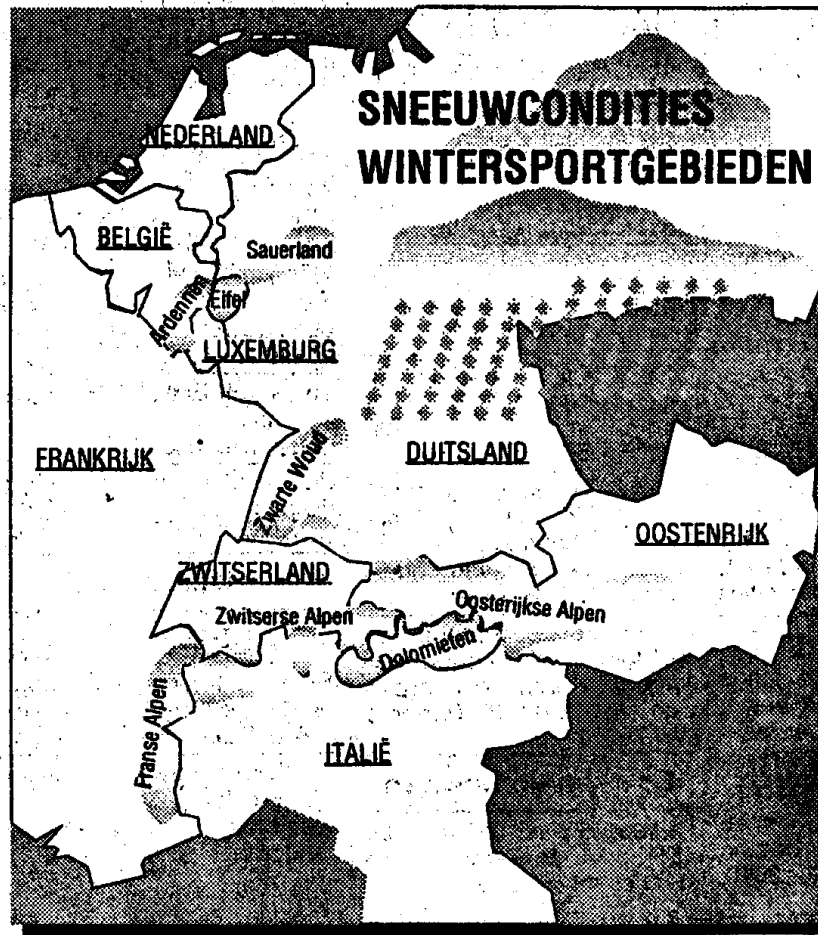 SNEEUWCONDITIES
WINTERSPORTGEBIEDEN
NEDERLAND
BELGIË
Sauerland
Eifel
Ardennen
LUXEMBURG
FRANKRIJK
DUITSLAND
Zwarte Woud
OOSTENRIJK
ZWITSERLAND
Zwitserse Alpen
Oosterijkse Alpen
Dolomieten
Franse Alpen
ITALIË